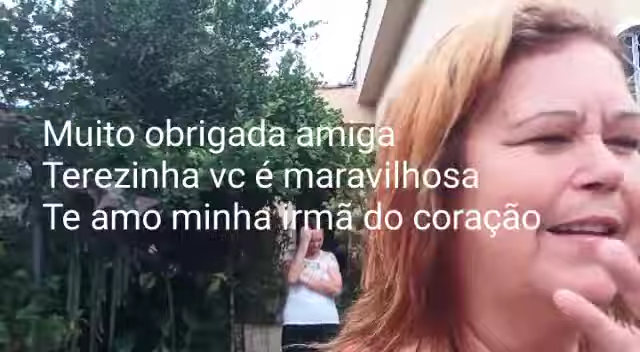 Muito obrigada amiga
Terezinha vc é maravilhosa
Te amo minha irmã do coração